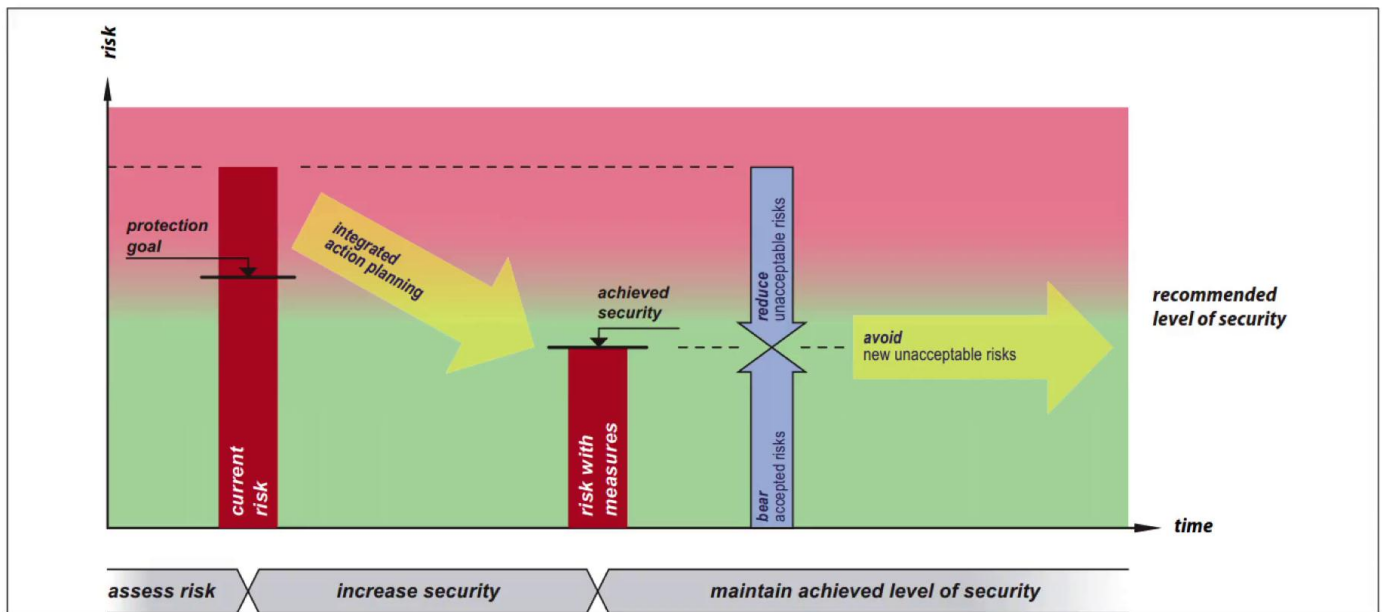 risk
protection
goal
integrated
action planning
achieved
security
reduce
unacceptable risks
avoid
new unacceptable risks
recommended
level of security
current
risk
risk with
measures
bear
accepted risks
time
assess risk
increase security
maintain achieved level of security